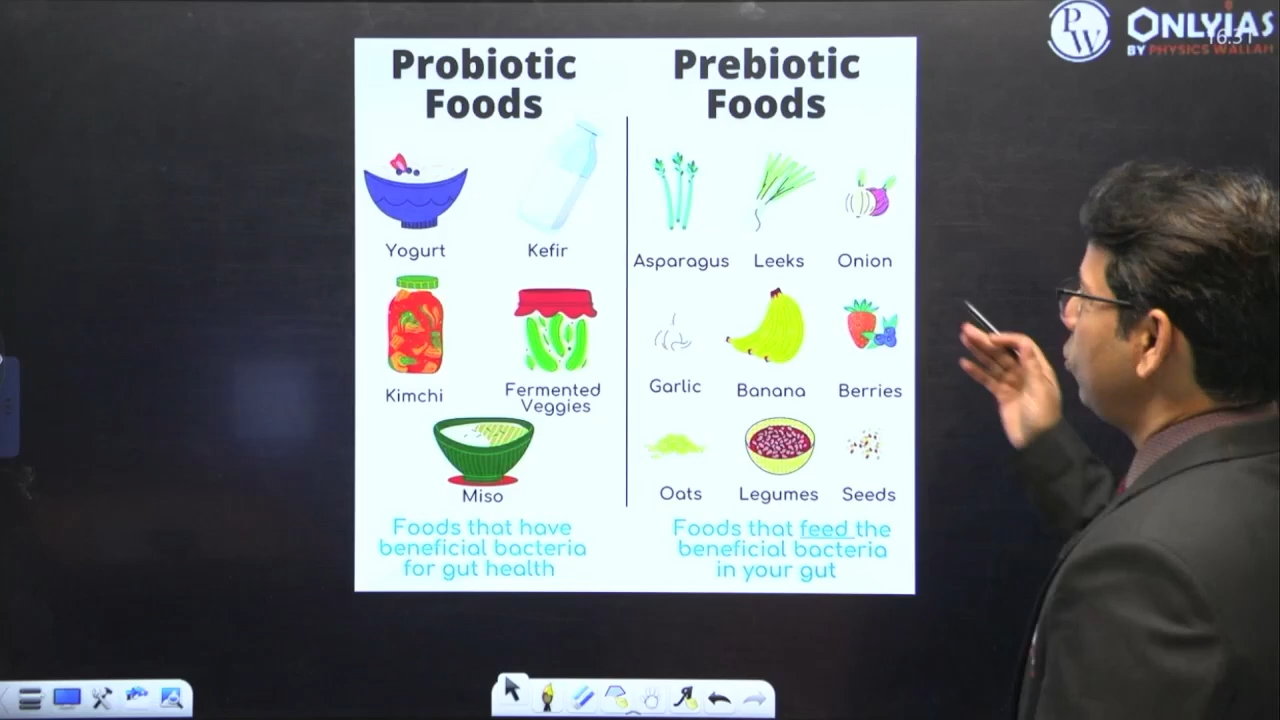 Probiotic
Foods
Prebiotic
Foods
Yogurt
Kefir
Kimchi
Fermented
Veggies
Miso
Foods that have
beneficial bacteria
for gut health
Asparagus
Leeks
Onion
Garlic
Banana
Berries
Oats
Legumes
Seeds
Foods that feed the
beneficial bacteria
in your gut
PW
ONLYIAS
BY PHYSICS WALLAH
16:31